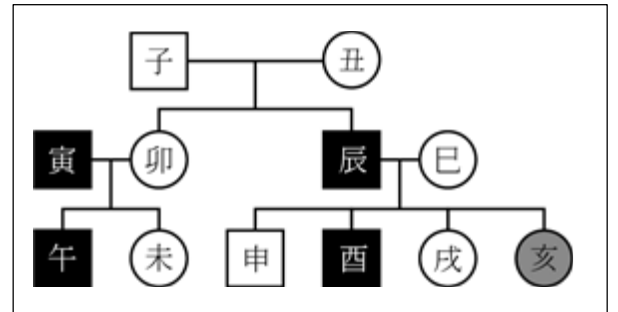 子 丑
寅 卯 辰 巳
午 未 申 酉 戌 亥